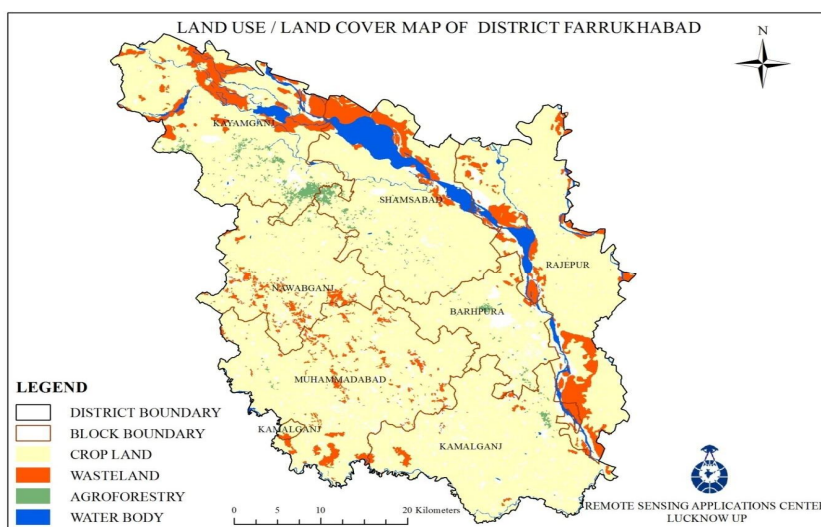 LAND USE / LAND COVER MAP OF DISTRICT FARRUKHABAD
N
KAYAMGANJ
SHAMSABAD
RAJEPUR
NAWABGANJ
BARHPURA
MUHAMMADABAD
KAMALGANJ
KAMALGANJ
LEGEND
DISTRICT BOUNDARY
BLOCK BOUNDARY
CROP LAND
WASTELAND
AGROFORESTRY
WATER BODY
0 5 10 20 Kilometers
REMOTE SENSING APPLICATIONS CENTER
LUCKNOW UP